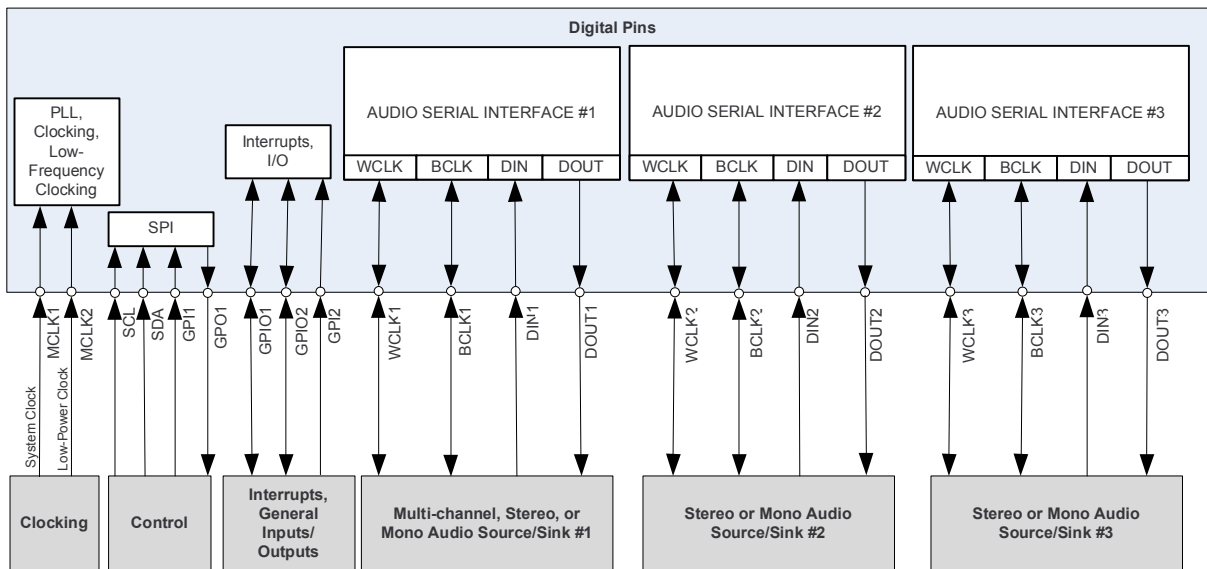 Digital Pins
PLL,
Clocking,
Low-
Frequency
Clocking
SPI
Interrupts,
I/O
AUDIO SERIAL INTERFACE #1
WCLK BCLK DIN DOUT
AUDIO SERIAL INTERFACE #2
WCLK BCLK DIN DOUT
AUDIO SERIAL INTERFACE #3
WCLK BCLK DIN DOUT
MCLK1
MCLK2
SCL
SDA
GPI1
GPO1
GPIO1
GPIO2
GPI2
WCLK1
BCLK1
DIN1
DOUT1
WCLK2
BCLK2
DIN2
DOUT2
WCLK3
BCLK3
DIN3
DOUT3
System Clock
Low-Power Clock
Clocking
Control
Interrupts,
General
Inputs/
Outputs
Multi-channel, Stereo, or
Mono Audio Source/Sink #1
Stereo or Mono Audio
Source/Sink #2
Stereo or Mono Audio
Source/Sink #3